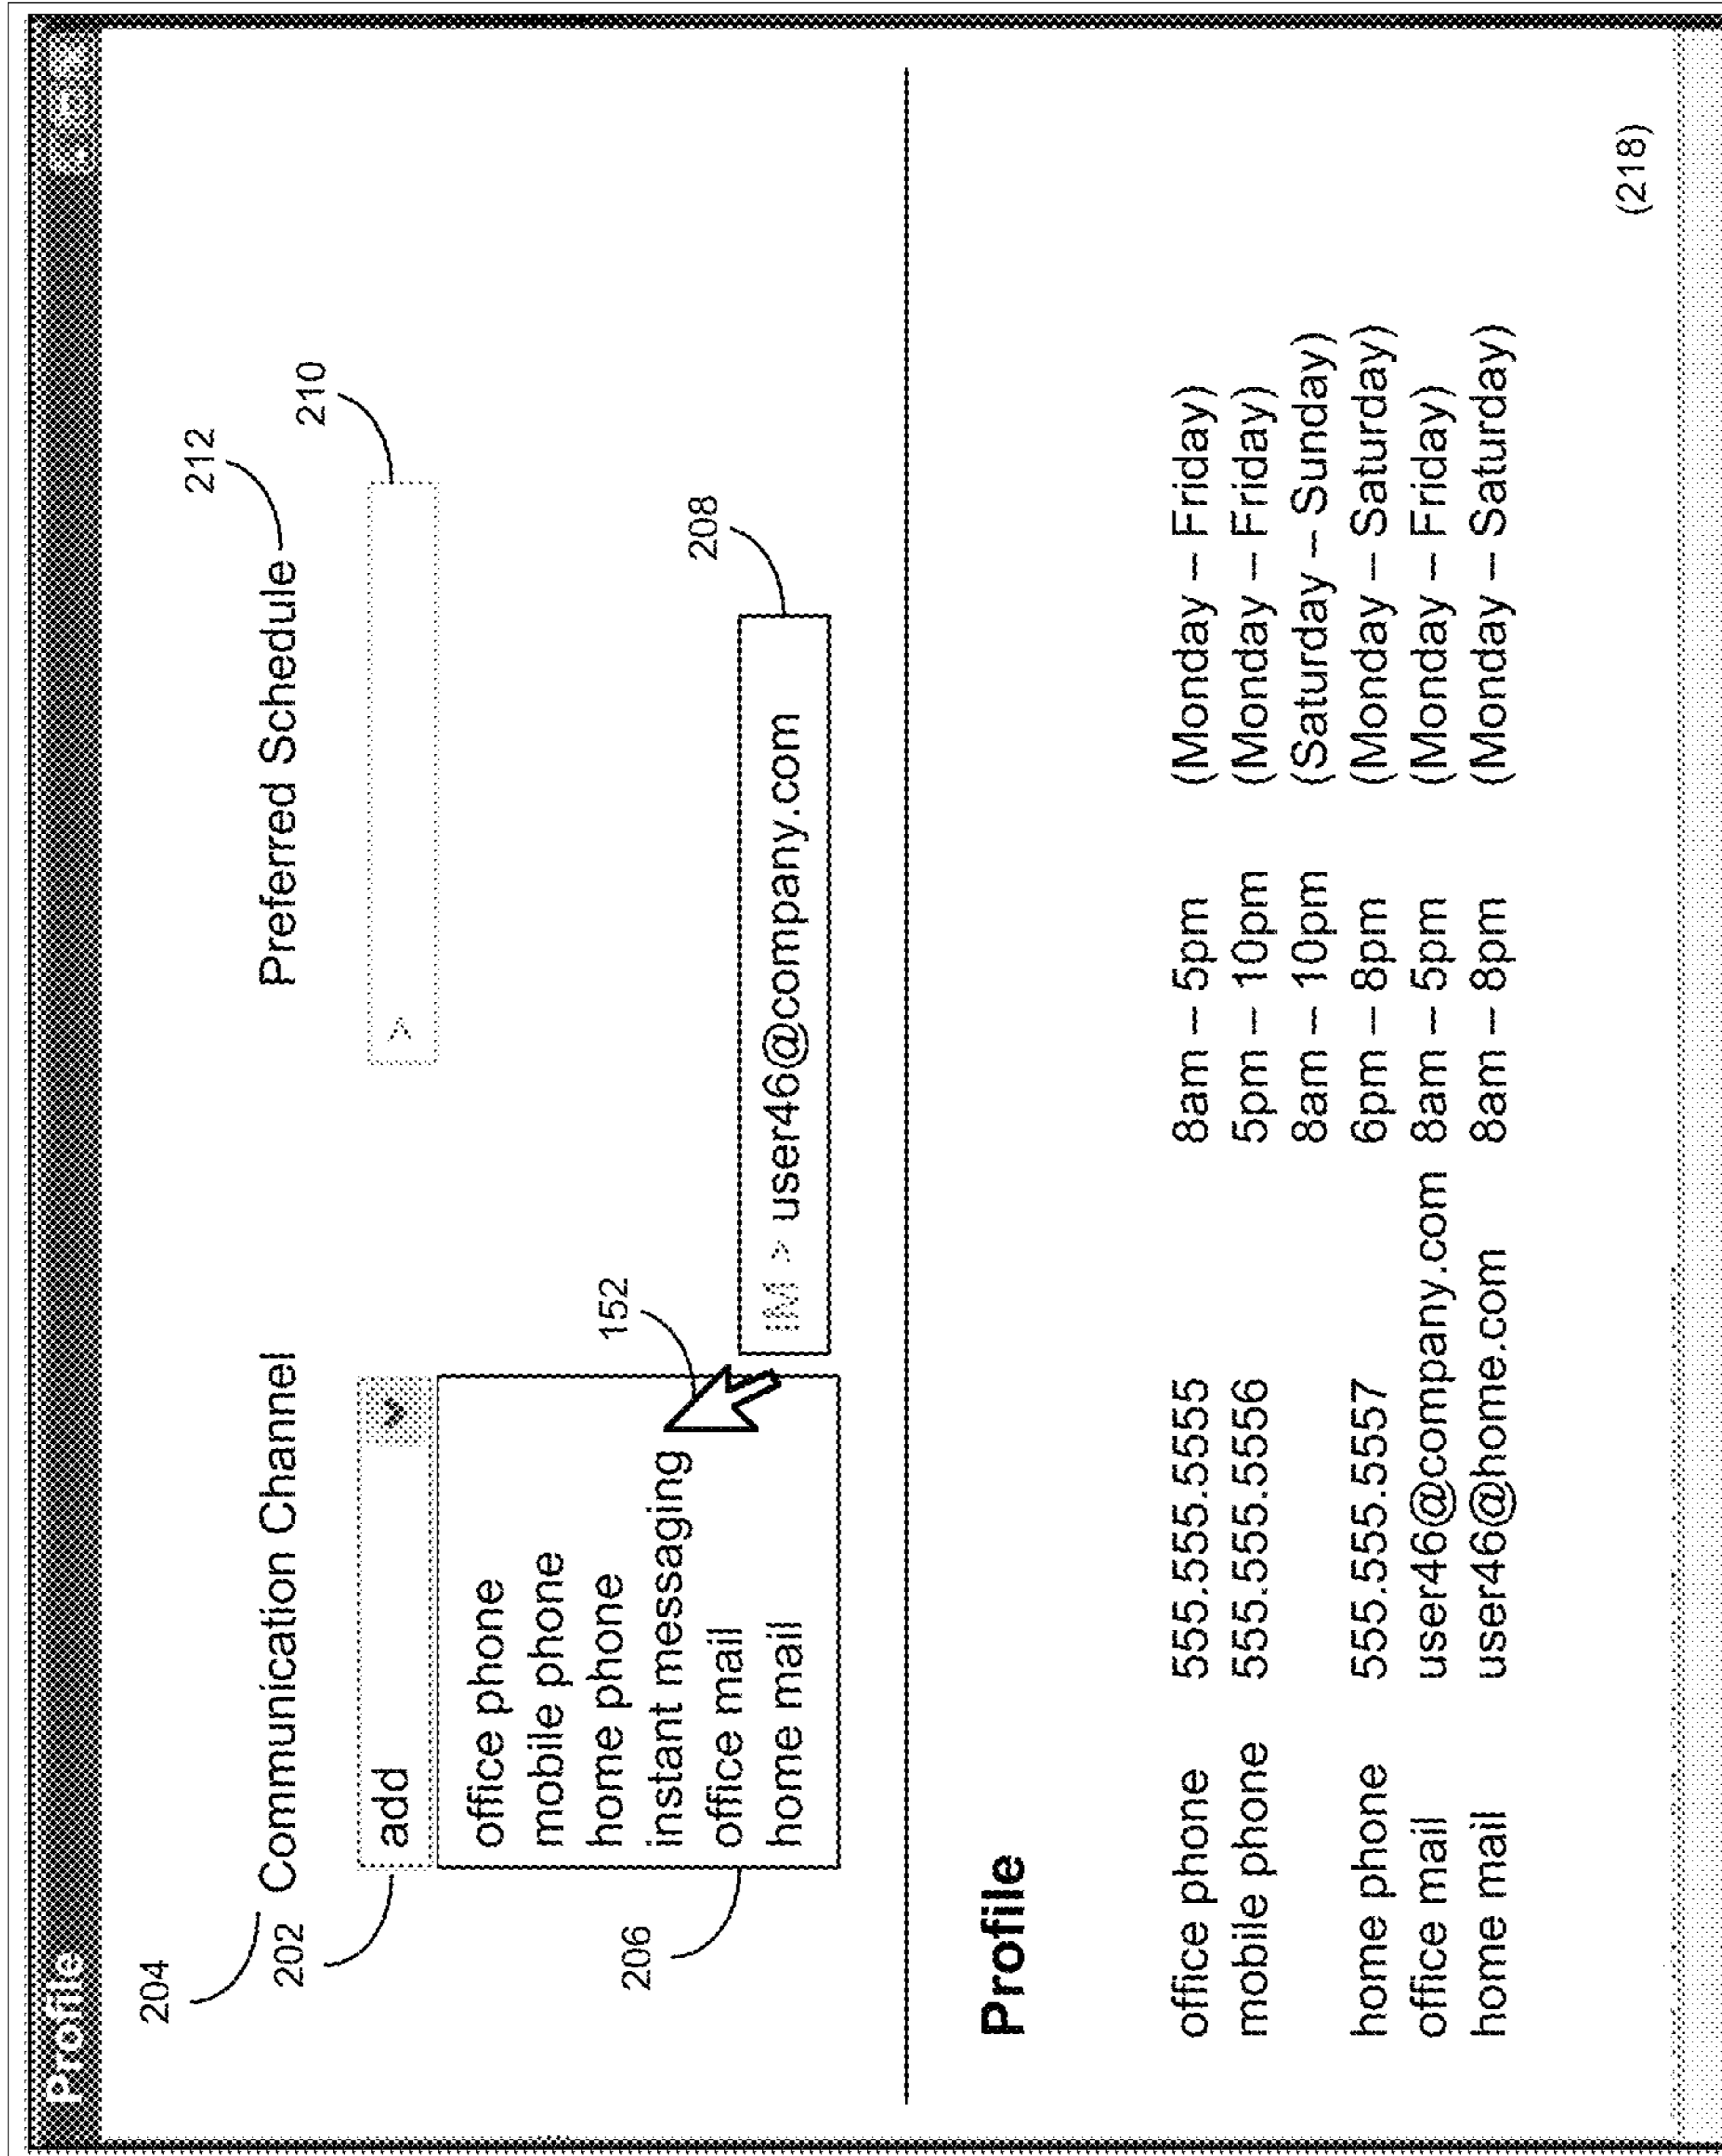 Profile
204
Communication Channel
Preferred Schedule
212
202
add
>
210
206
office phone
mobile phone
home phone
instant messaging
office mail
home mail
152
IM > user46@company.com
208
Profile
office phone 555.555.5555 8am – 5pm (Monday – Friday)
mobile phone 555.555.5556 5pm – 10pm (Monday – Friday)
8am – 10pm (Saturday – Sunday)
home phone 555.555.5557 6pm – 8pm (Monday – Saturday)
office mail user46@company.com 8am – 5pm (Monday – Friday)
home mail user46@home.com 8am – 8pm (Monday – Saturday)
(218)